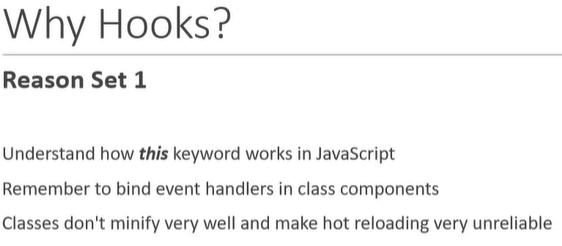 Why Hooks?
Reason Set 1
Understand how this keyword works in JavaScript
Remember to bind event handlers in class components
Classes don't minify very well and make hot reloading very unreliable